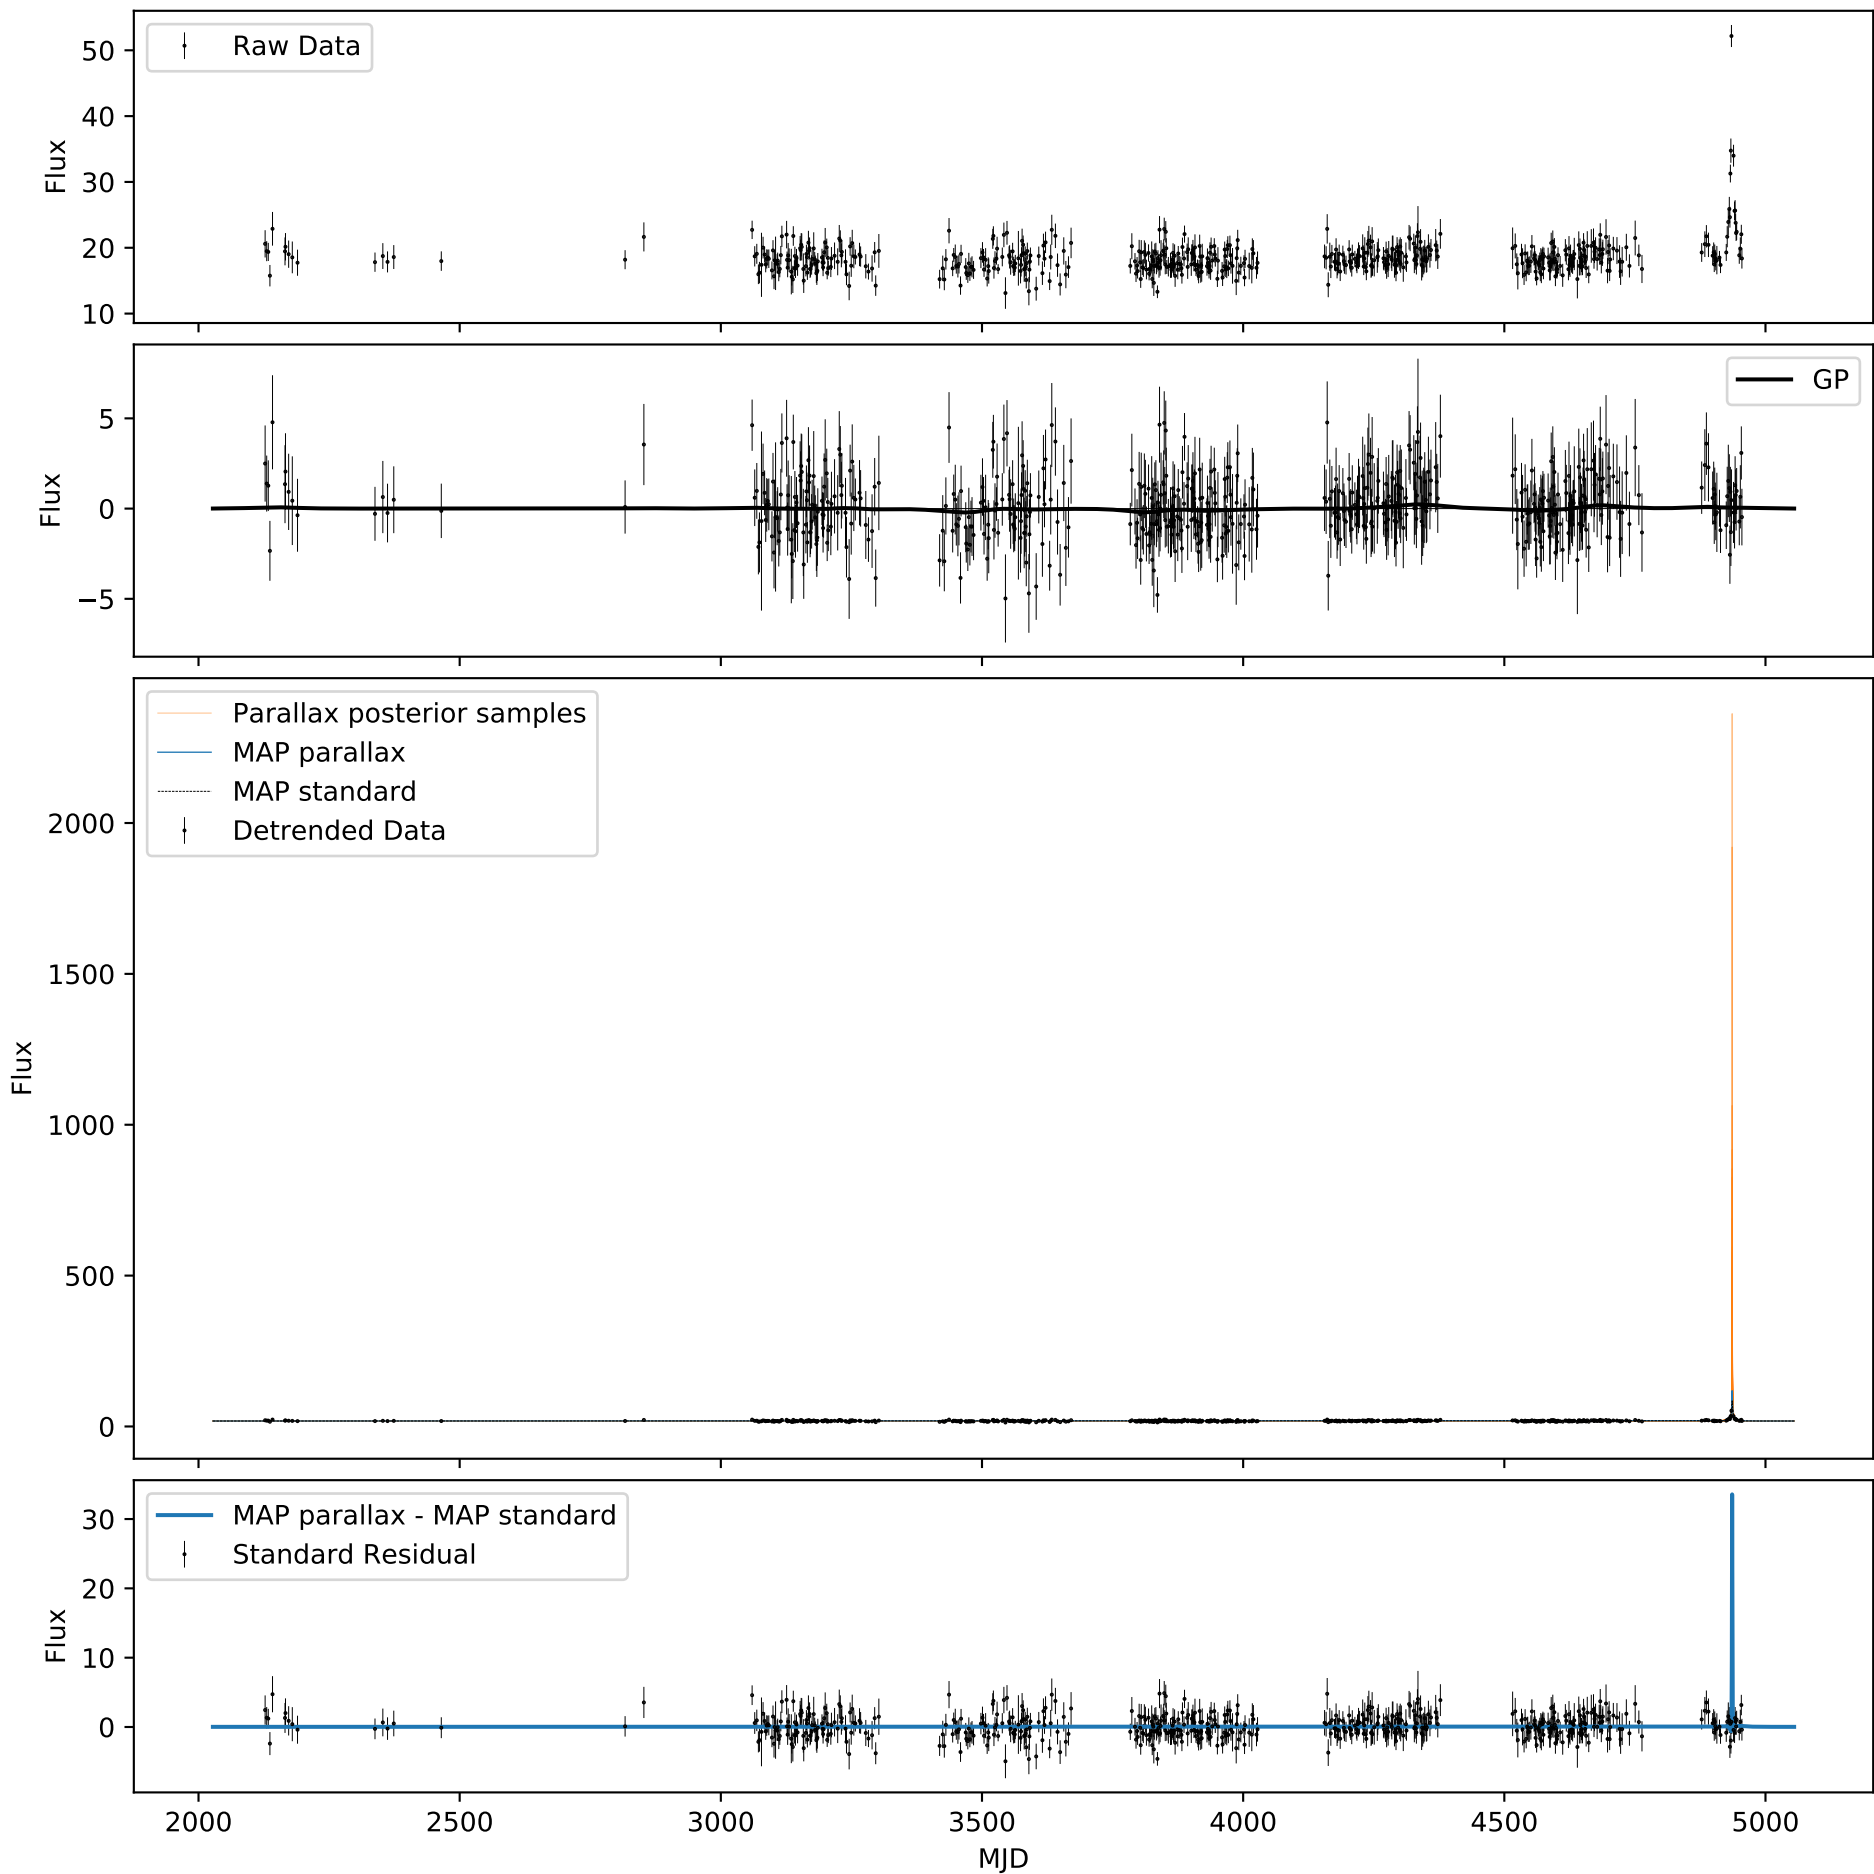 Raw Data
50
40
30
20
10
Flux
GP
5
0
−5
Flux
Parallax posterior samples
MAP parallax
MAP standard
Detrended Data
2000
1500
1000
500
0
Flux
MAP parallax - MAP standard
Standard Residual
30
20
10
0
Flux
2000 2500 3000 3500 4000 4500 5000
MJD